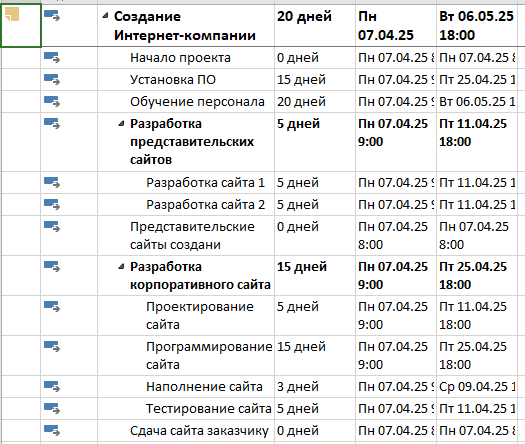 Создание Интернет-компании 20 дней Пн 07.04.25 Вт 06.05.25 18:00
Начало проекта 0 дней Пн 07.04.25 8 Пн 07.04.25 8
Установка ПО 15 дней Пн 07.04.25 9 Пт 25.04.25 1
Обучение персонала 20 дней Пн 07.04.25 9 Вт 06.05.25 1
Разработка представительских сайтов 5 дней Пн 07.04.25 9:00 Пт 11.04.25 18:00
Разработка сайта 1 5 дней Пн 07.04.25 9 Пт 11.04.25 1
Разработка сайта 2 5 дней Пн 07.04.25 9 Пт 11.04.25 1
Представительские сайты создани 0 дней Пн 07.04.25 8:00 Пн 07.04.25 8:00
Разработка корпоративного сайта 15 дней Пн 07.04.25 9:00 Пт 25.04.25 18:00
Проектирование сайта 5 дней Пн 07.04.25 9:00 Пт 11.04.25 18:00
Программирование сайта 15 дней Пн 07.04.25 9:00 Пт 25.04.25 18:00
Наполнение сайта 3 дней Пн 07.04.25 9 Ср 09.04.25 1
Тестирование сайта 5 дней Пн 07.04.25 9 Пт 11.04.25 1
Сдача сайта заказчику 0 дней Пн 07.04.25 8 Пн 07.04.25 8